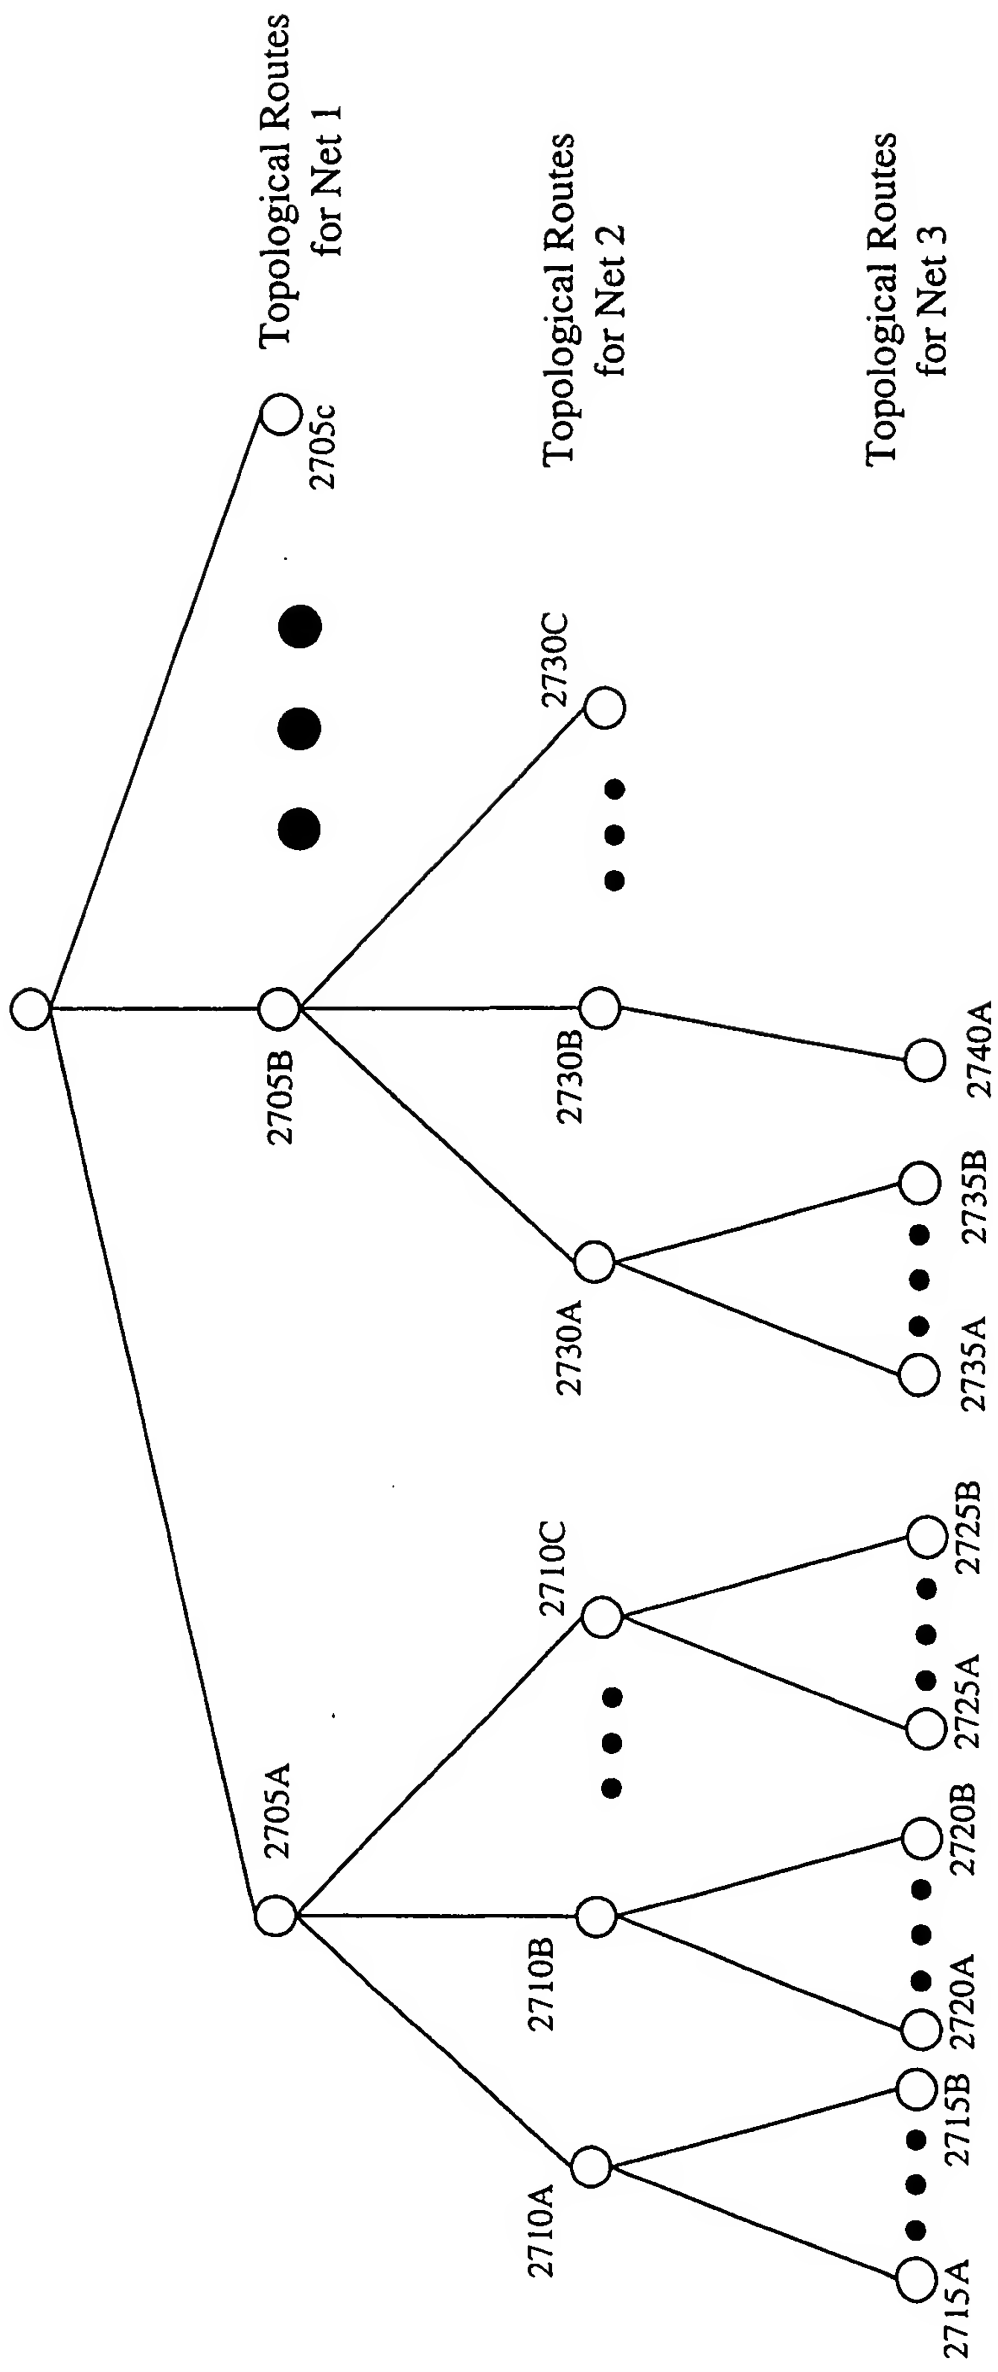 Topological Routes
for Net 1
2705A
2705B
2705c
Topological Routes
for Net 2
2710A
2710B
2710C
2730A
2730B
2730C
Topological Routes
for Net 3
2715A
2715B
2720A
2720B
2725A
2725B
2735A
2735B
2740A